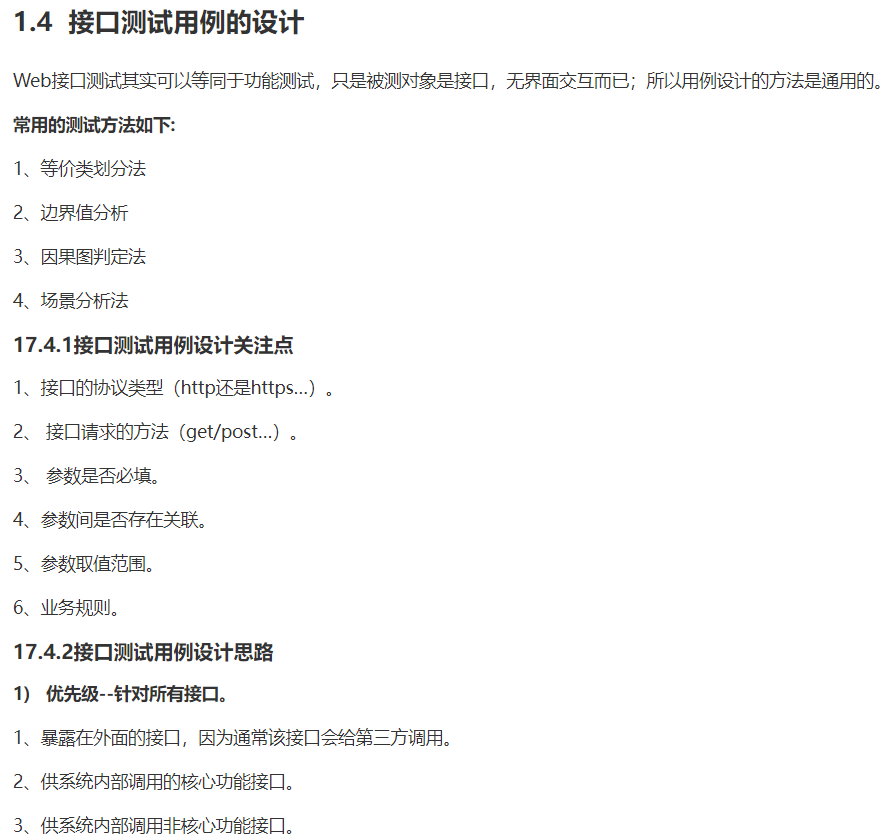 1.4 接口测试用例的设计
Web接口测试其实可以等同于功能测试，只是被测对象是接口，无界面交互而已；所以用例设计的方法是通用的。
常用的测试方法如下:
1、等价类划分法
2、边界值分析
3、因果图判定法
4、场景分析法
17.4.1接口测试用例设计关注点
1、接口的协议类型（http还是https...）。
2、 接口请求的方法（get/post...）。
3、 参数是否必填。
4、参数间是否存在关联。
5、参数取值范围。
6、业务规则。
17.4.2接口测试用例设计思路
1） 优先级--针对所有接口。
1、暴露在外面的接口，因为通常该接口会给第三方调用。
2、供系统内部调用的核心功能接口。
3、供系统内部调用非核心功能接口。